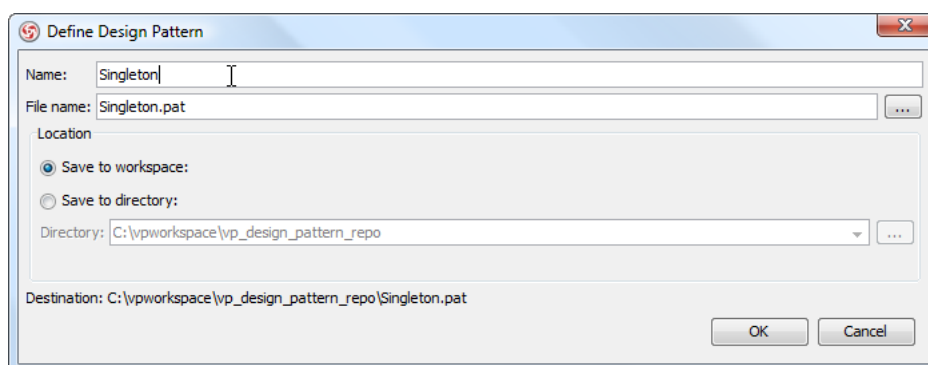 Define Design Pattern
Name: Singleton
File name: Singleton.pat ...
Location
Save to workspace:
Save to directory:
Directory: C:\vpworkspace\vp_design_pattern_repo ...
Destination: C:\vpworkspace\vp_design_pattern_repo\Singleton.pat
OK Cancel